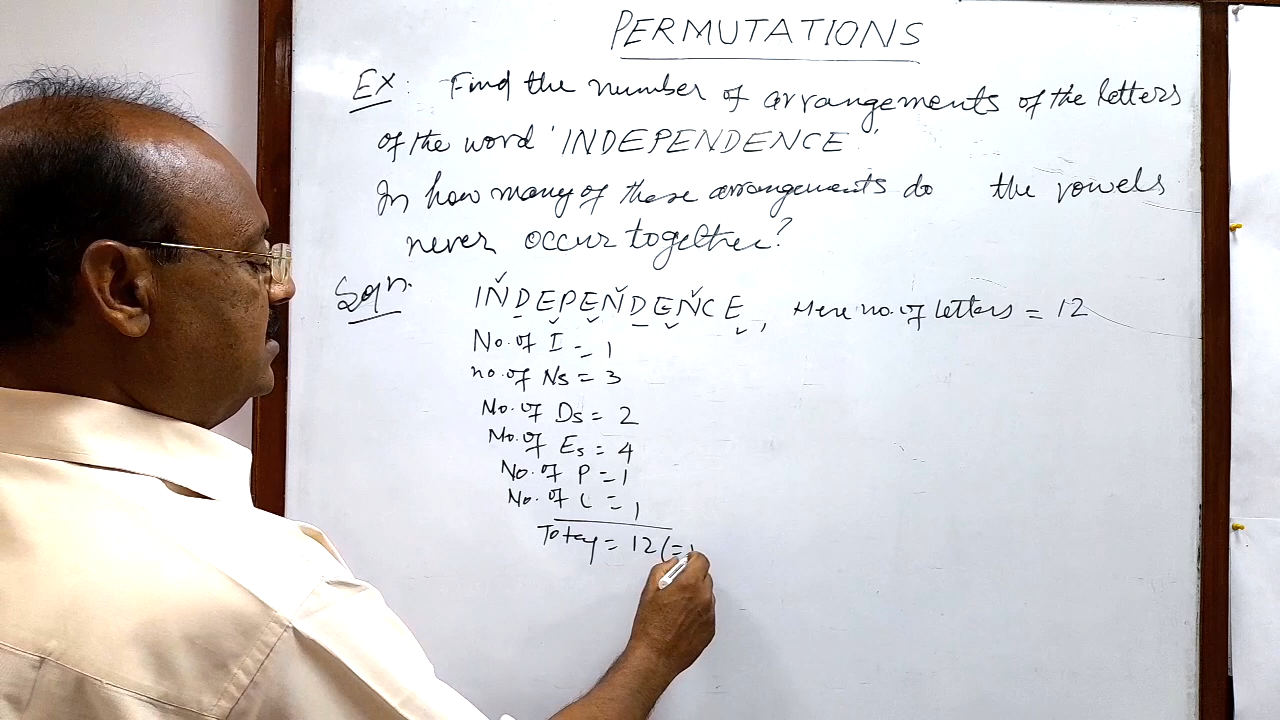 PERMUTATIONS
Ex: Find the number of arrangements of the letters
of the word 'INDEPENDENCE'.
In how many of these arrangements do the vowels
never occur together?
Solⁿ. INDEPENDENCE, Here no. of letters = 12
No. of I = 1
no. of Ns = 3
No. of Ds = 2
No. of Es = 4
No. of P = 1
No. of C = 1
Total = 12 (=